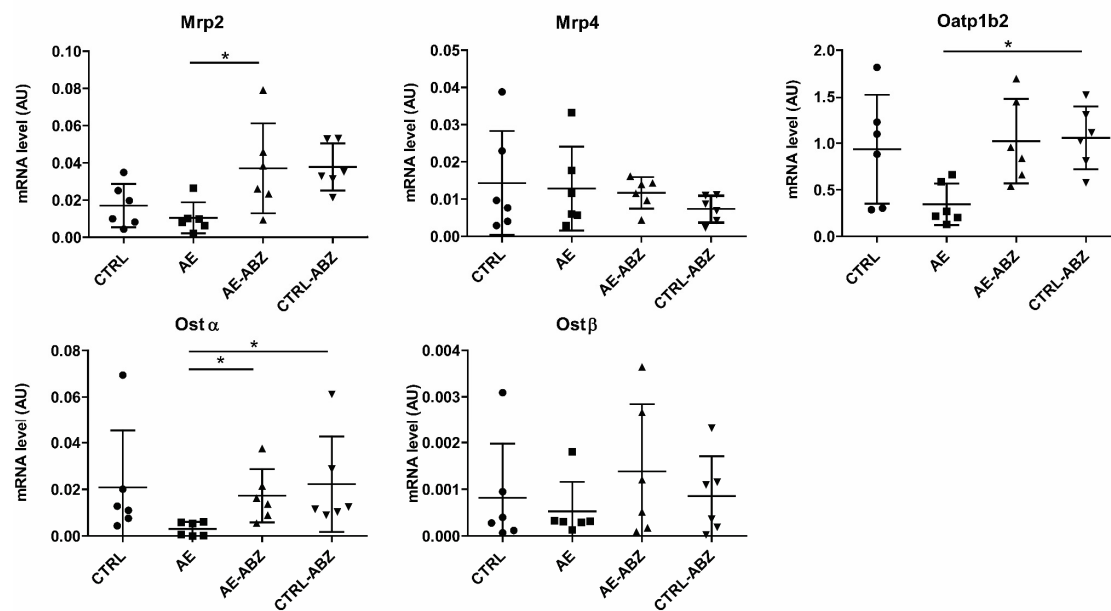 Mrp2
mRNA level (AU)
0.10
0.08
0.06
0.04
0.02
0.00
*
CTRL
AE
AE-ABZ
CTRL-ABZ
Mrp4
mRNA level (AU)
0.05
0.04
0.03
0.02
0.01
0.00
CTRL
AE
AE-ABZ
CTRL-ABZ
Oatp1b2
mRNA level (AU)
2.0
1.5
1.0
0.5
0.0
*
CTRL
AE
AE-ABZ
CTRL-ABZ
Ost α
mRNA level (AU)
0.08
0.06
0.04
0.02
0.00
*
*
CTRL
AE
AE-ABZ
CTRL-ABZ
Ost β
mRNA level (AU)
0.004
0.003
0.002
0.001
0.000
CTRL
AE
AE-ABZ
CTRL-ABZ